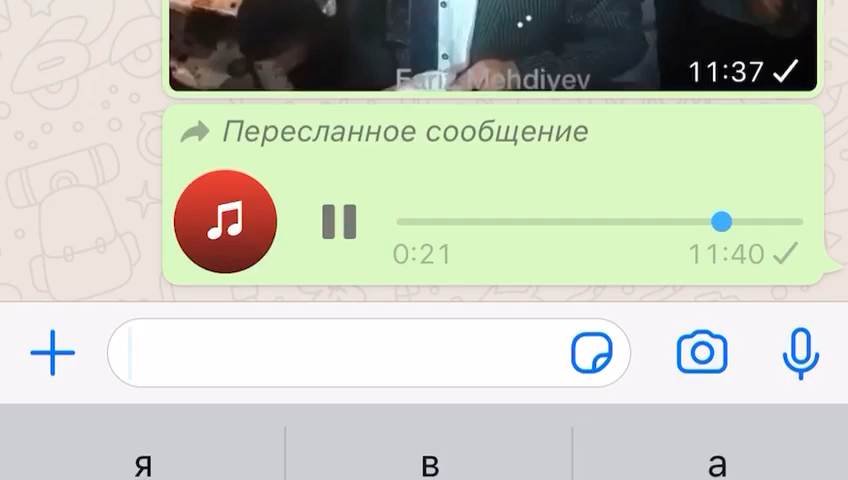 Fariz Mehdiyev
11:37
Пересланное сообщение
0:21
11:40
я
в
а